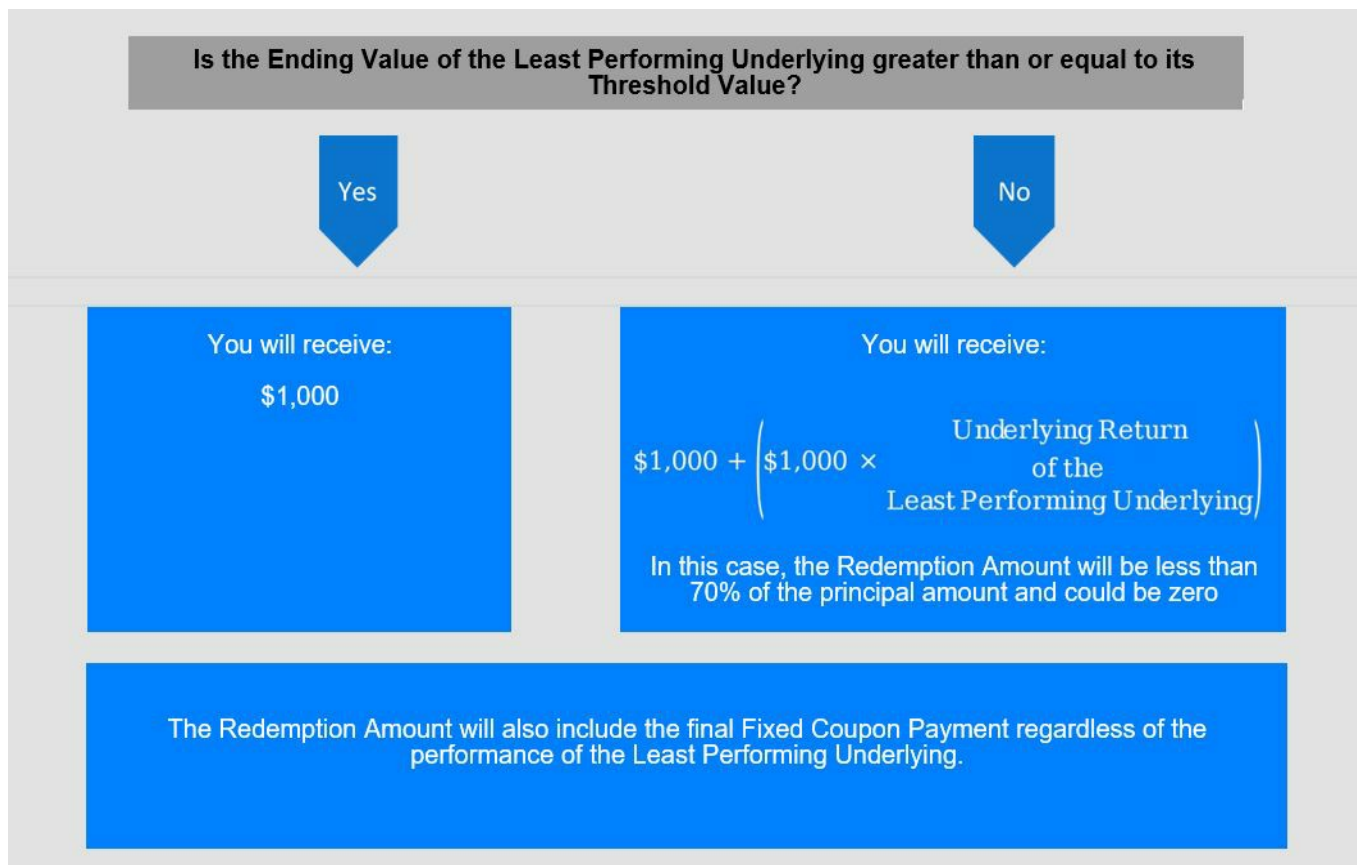 Is the Ending Value of the Least Performing Underlying greater than or equal to its
Threshold Value?
Yes
No
You will receive:
$1,000
You will receive:
$1,000 + ($1,000 × Underlying Return
of the
Least Performing Underlying)
In this case, the Redemption Amount will be less than
70% of the principal amount and could be zero
The Redemption Amount will also include the final Fixed Coupon Payment regardless of the
performance of the Least Performing Underlying.